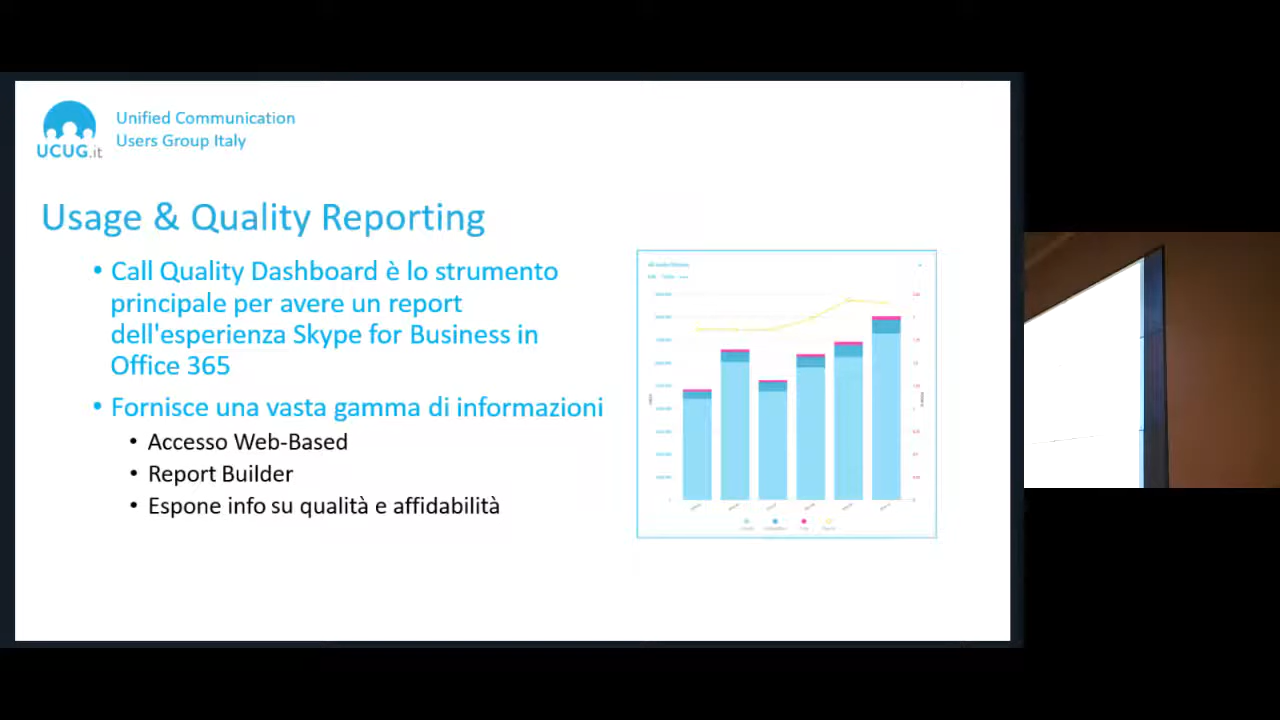 UCUG.it
Unified Communication
Users Group Italy
Usage & Quality Reporting
• Call Quality Dashboard è lo strumento
principale per avere un report
dell'esperienza Skype for Business in
Office 365
• Fornisce una vasta gamma di informazioni
• Accesso Web-Based
• Report Builder
• Espone info su qualità e affidabilità